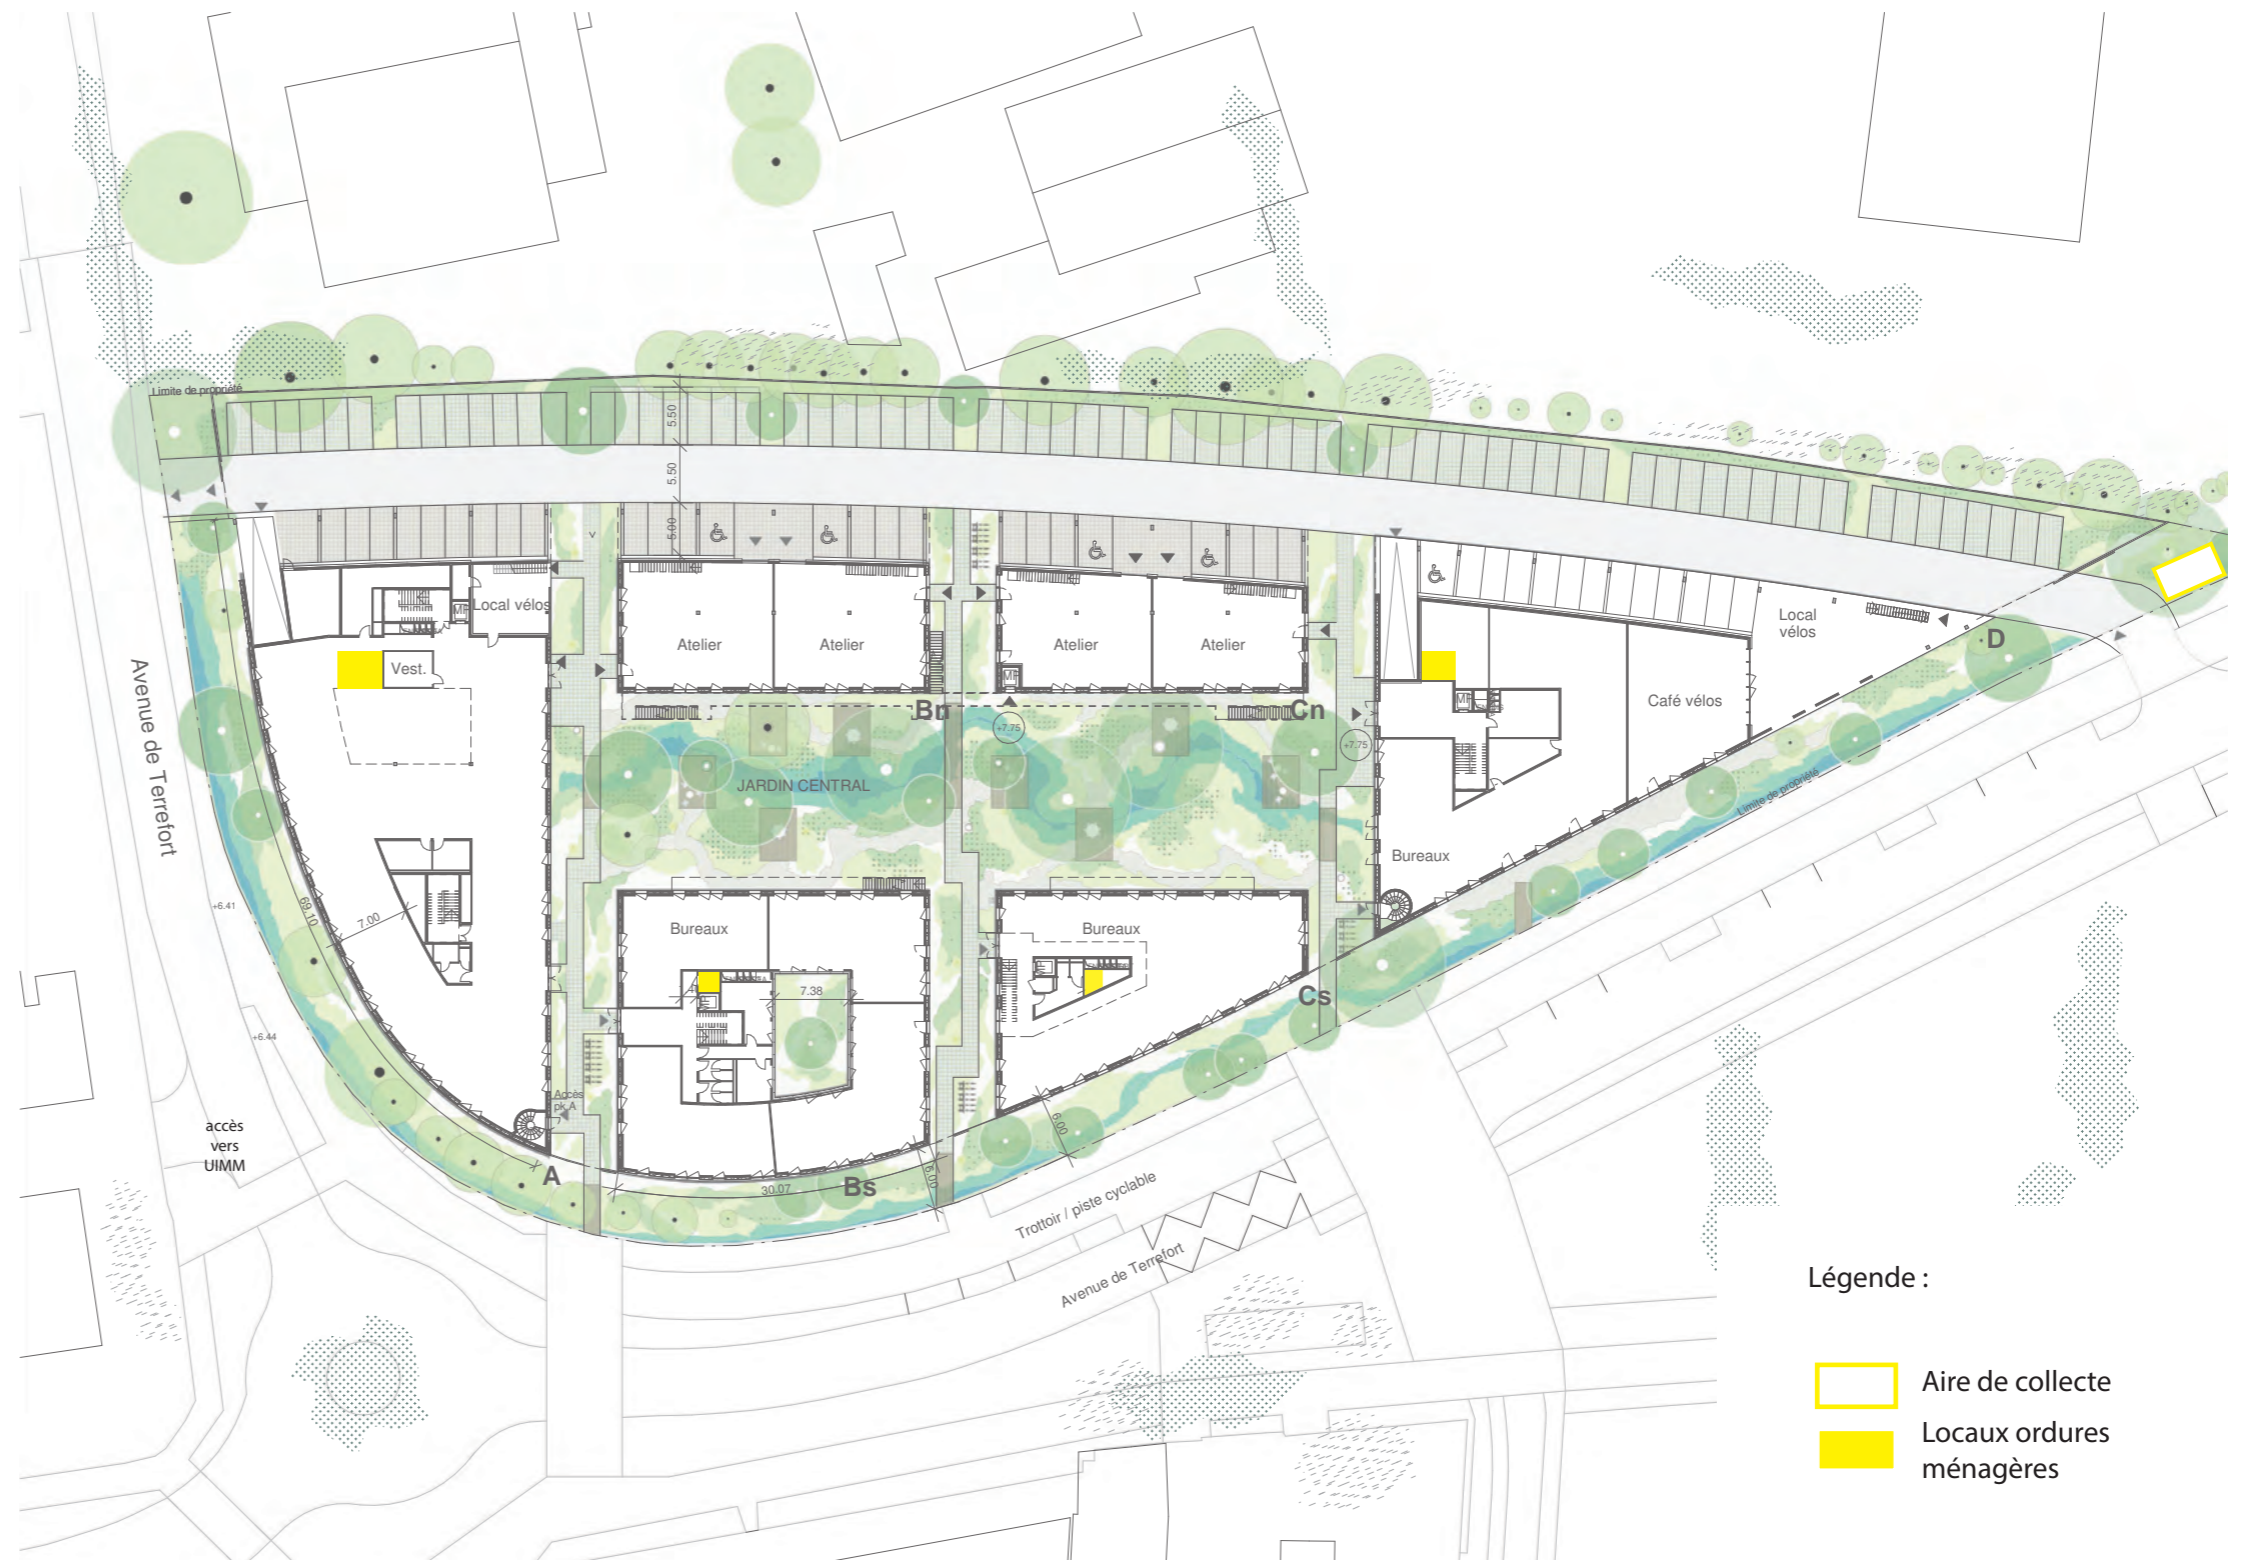 Limite de propriété
5.50
5.50
5.00
Local vélos
MP
Atelier
Atelier
Atelier
Atelier
MP
Local
vélos
D
Vest.
Bn
Cn
Café vélos
MP
+7.75
+7.75
JARDIN CENTRAL
Avenue de Terrefort
Limite de propriété
Bureaux
69.10
7.00
+6.41
Bureaux
Bureaux
7.38
Cs
+6.44
Accès
pk A
6.00
accès
vers
UIMM
A
30.07
Bs
6.00
Trottoir / piste cyclable
Avenue de Terrefort
Légende :
Aire de collecte
Locaux ordures
ménagères